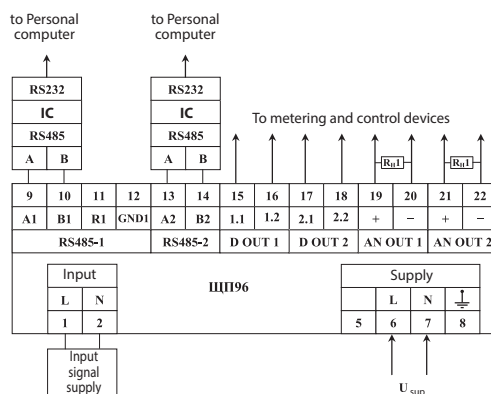 to Personal computer
to Personal computer
RS232
RS232
IC
IC
RS485
RS485
To metering and control devices
A B
A B
RН1
RН1
9 10 11 12 13 14 15 16 17 18 19 20 21 22
A1 B1 R1 GND1 A2 B2 1.1 1.2 2.1 2.2 + − + −
RS485-1 RS485-2 D OUT 1 D OUT 2 AN OUT 1 AN OUT 2
Input
Supply
ЩП96
L N
L N
1 2
5 6 7 8
Input
signal
supply
U sup